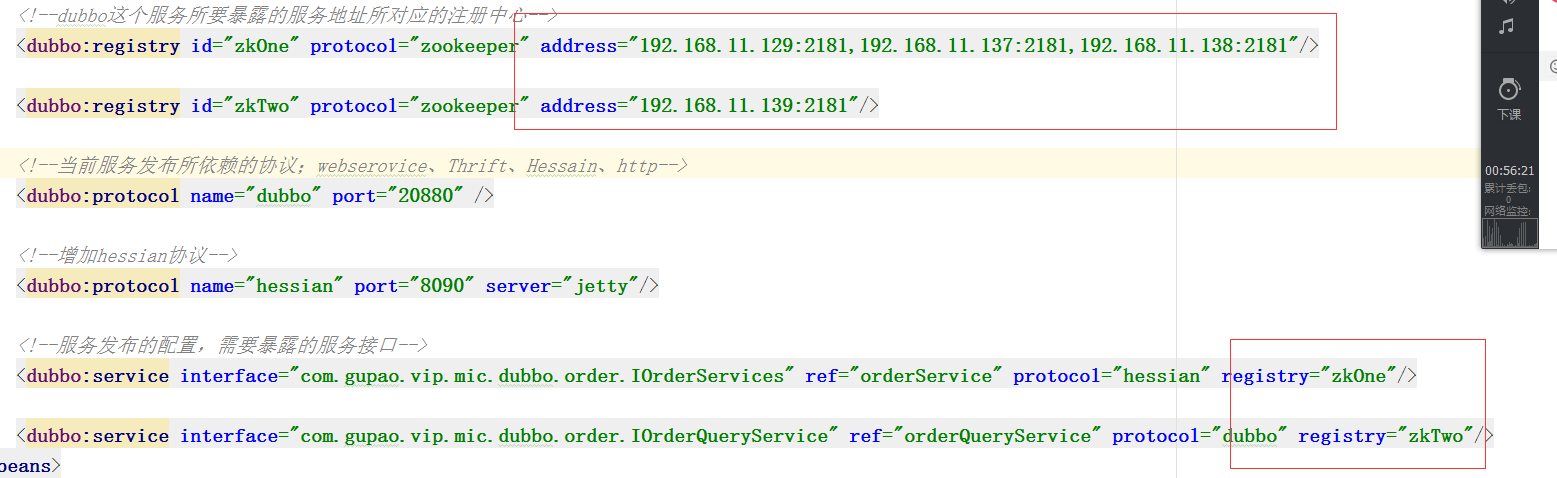 <!--dubbo这个服务所要暴露的服务地址所对应的注册中心-->
<dubbo:registry id="zkOne" protocol="zookeeper" address="192.168.11.129:2181,192.168.11.137:2181,192.168.11.138:2181"/>
<dubbo:registry id="zkTwo" protocol="zookeeper" address="192.168.11.139:2181"/>
<!--当前服务发布所依赖的协议；webserovice、Thrift、Hessain、http-->
<dubbo:protocol name="dubbo" port="20880" />
<!--增加hessian协议-->
<dubbo:protocol name="hessian" port="8090" server="jetty"/>
<!--服务发布的配置，需要暴露的服务接口-->
<dubbo:service interface="com.gupao.vip.mic.dubbo.order.IOrderServices" ref="orderService" protocol="hessian" registry="zkOne"/>
<dubbo:service interface="com.gupao.vip.mic.dubbo.order.IOrderQueryService" ref="orderQueryService" protocol="dubbo" registry="zkTwo"/>
beans>
下课
00:56:21
累计丢包:
0
网络监控: